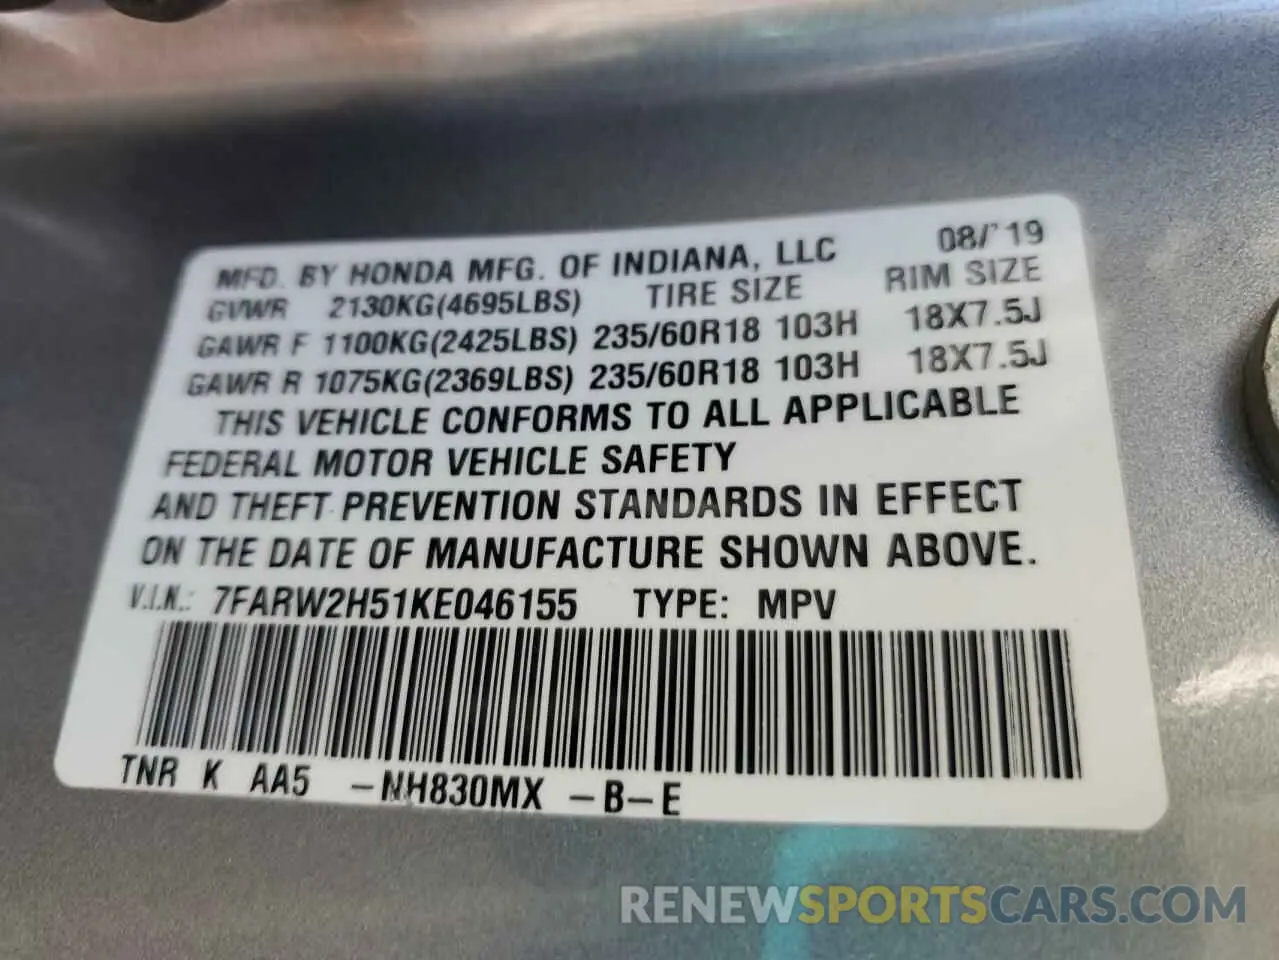 MFD. BY HONDA MFG. OF INDIANA, LLC 08/19
GVWR 2130KG(4695LBS) TIRE SIZE RIM SIZE
GAWR F 1100KG(2425LBS) 235/60R18 103H 18X7.5J
GAWR R 1075KG(2369LBS) 235/60R18 103H 18X7.5J
THIS VEHICLE CONFORMS TO ALL APPLICABLE
FEDERAL MOTOR VEHICLE SAFETY
AND THEFT PREVENTION STANDARDS IN EFFECT
ON THE DATE OF MANUFACTURE SHOWN ABOVE.
V.I.N.: 7FARW2H51KE046155 TYPE: MPV
TNR K AA5 -NH830MX -B-E
RENEWSPORTSCARS.COM